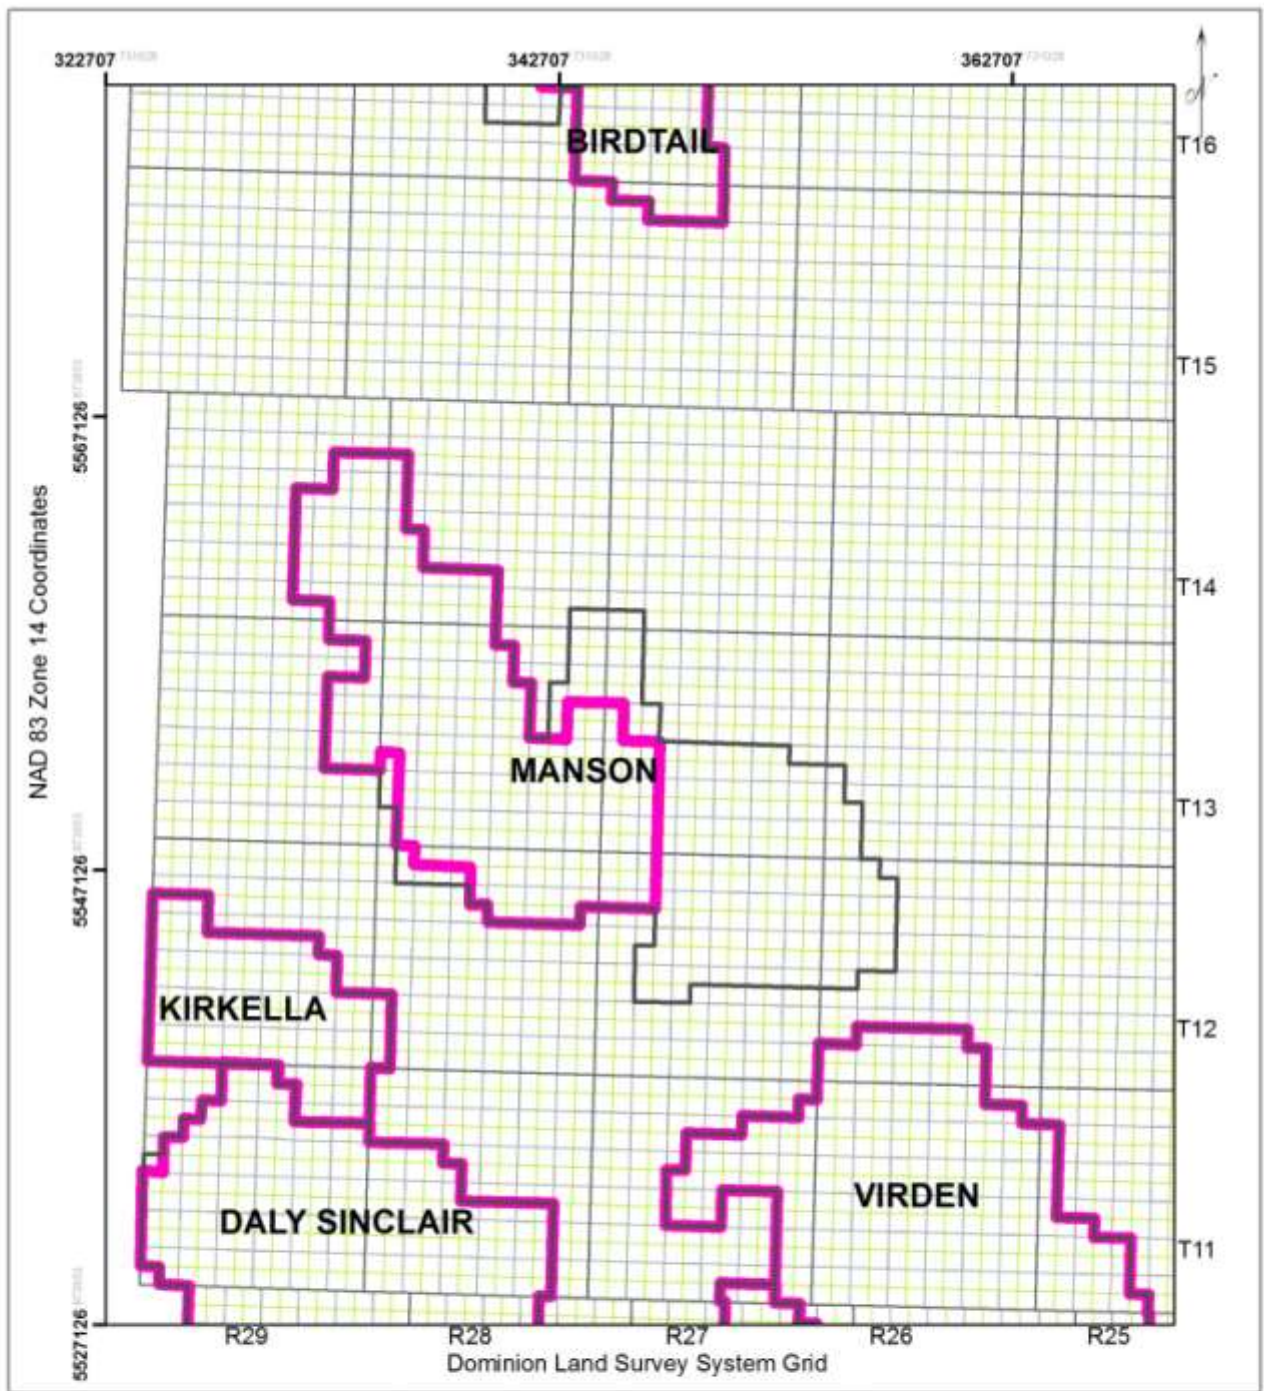 322707 342707 362707
BIRDTAIL
T16
T15
5567126
T14
NAD 83 Zone 14 Coordinates
MANSON
T13
5547126
KIRKELLA
T12
VIRDEN
DALY SINCLAIR
T11
5527126
R29 R28 R27 R26 R25
Dominion Land Survey System Grid